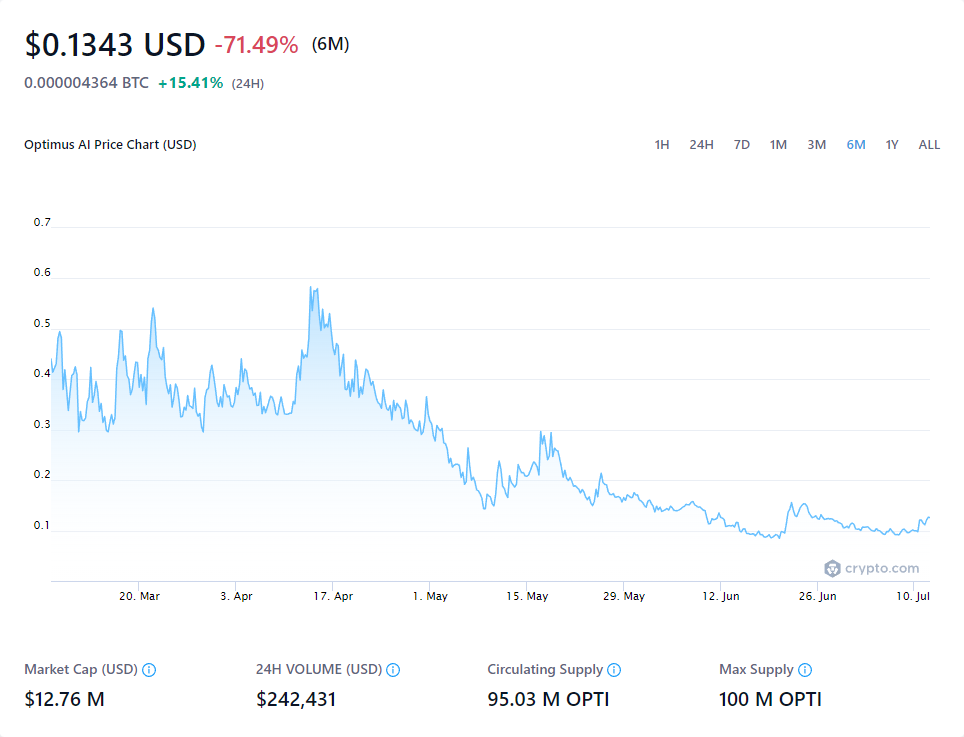 $0.1343 USD -71.49% (6M)
0.000004364 BTC +15.41% (24H)
Optimus AI Price Chart (USD) 1H 24H 7D 1M 3M 6M 1Y ALL
0.7
0.6
0.5
0.4
0.3
0.2
0.1
crypto.com
20. Mar 3. Apr 17. Apr 1. May 15. May 29. May 12. Jun 26. Jun 10. Jul
Market Cap (USD) 24H VOLUME (USD) Circulating Supply Max Supply
$12.76 M $242,431 95.03 M OPTI 100 M OPTI